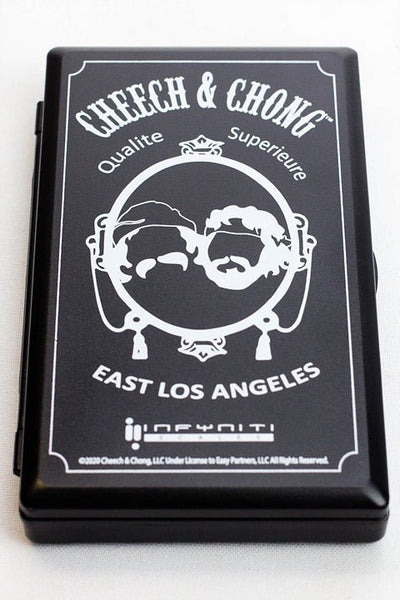 CHEECH & CHONG™
Qualite Superieure
EAST LOS ANGELES
INFYNITI
SCALES
©2020 Cheech & Chong, LLC Under License to Easy Partners, LLC All Rights Reserved.